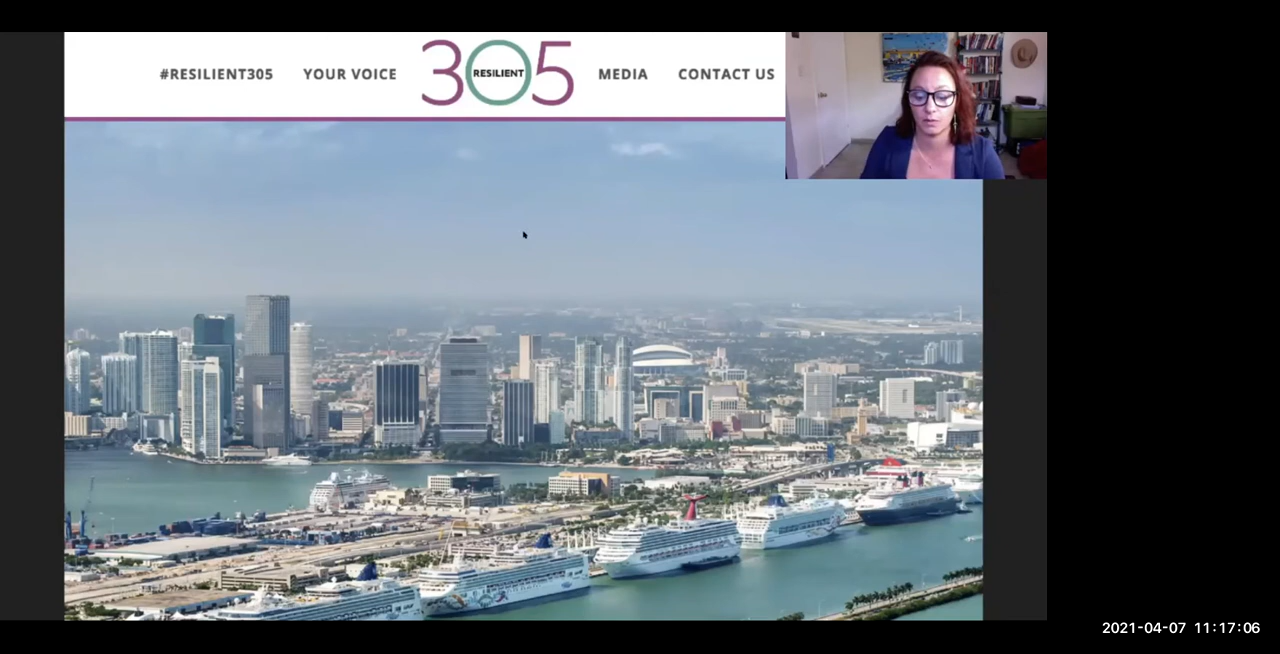 #RESILIENT305
YOUR VOICE
305
RESILIENT
MEDIA
CONTACT US
2021-04-07 11:17:06